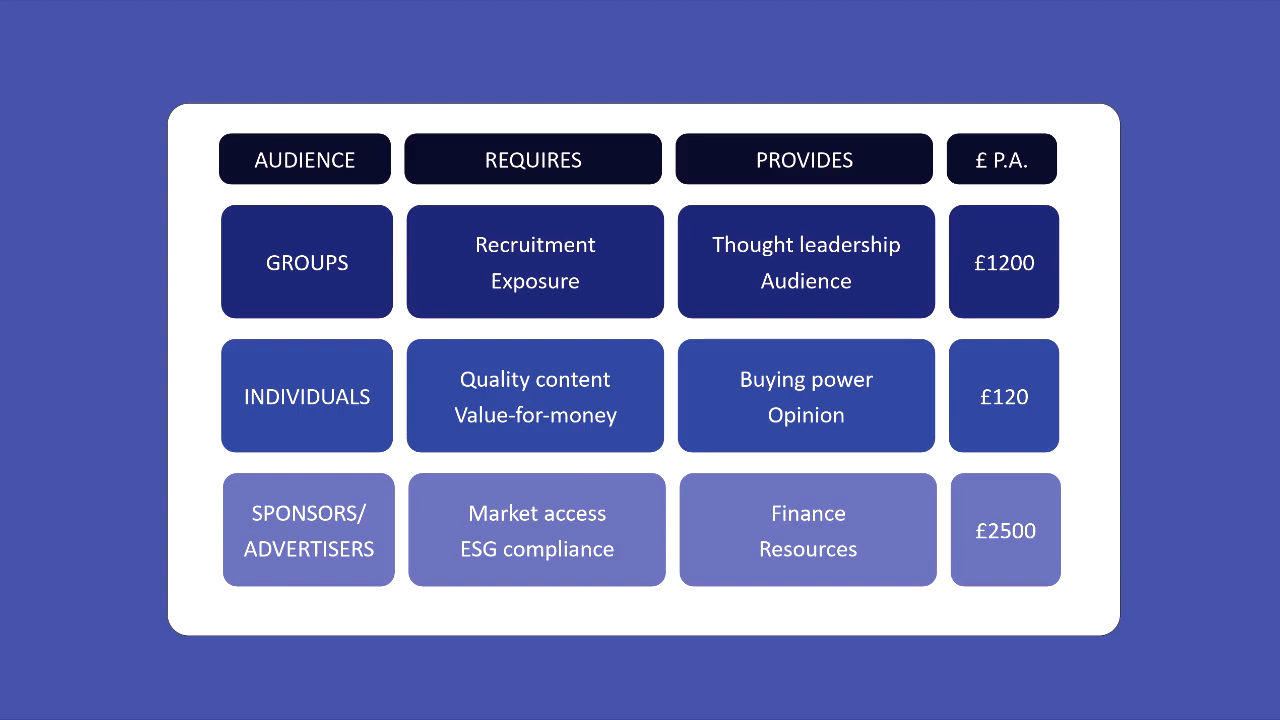 AUDIENCE REQUIRES PROVIDES £ P.A.
GROUPS
Recruitment
Exposure
Thought leadership
Audience
£1200
INDIVIDUALS
Quality content
Value-for-money
Buying power
Opinion
£120
SPONSORS/
ADVERTISERS
Market access
ESG compliance
Finance
Resources
£2500